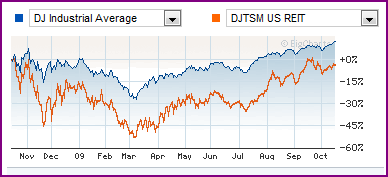 DJ Industrial Average DJTSM US REIT
© BigCharts
+0%
-15%
-30%
-45%
-60%
Nov Dec 09 Feb Mar Apr May Jun Jul Aug Sep Oct